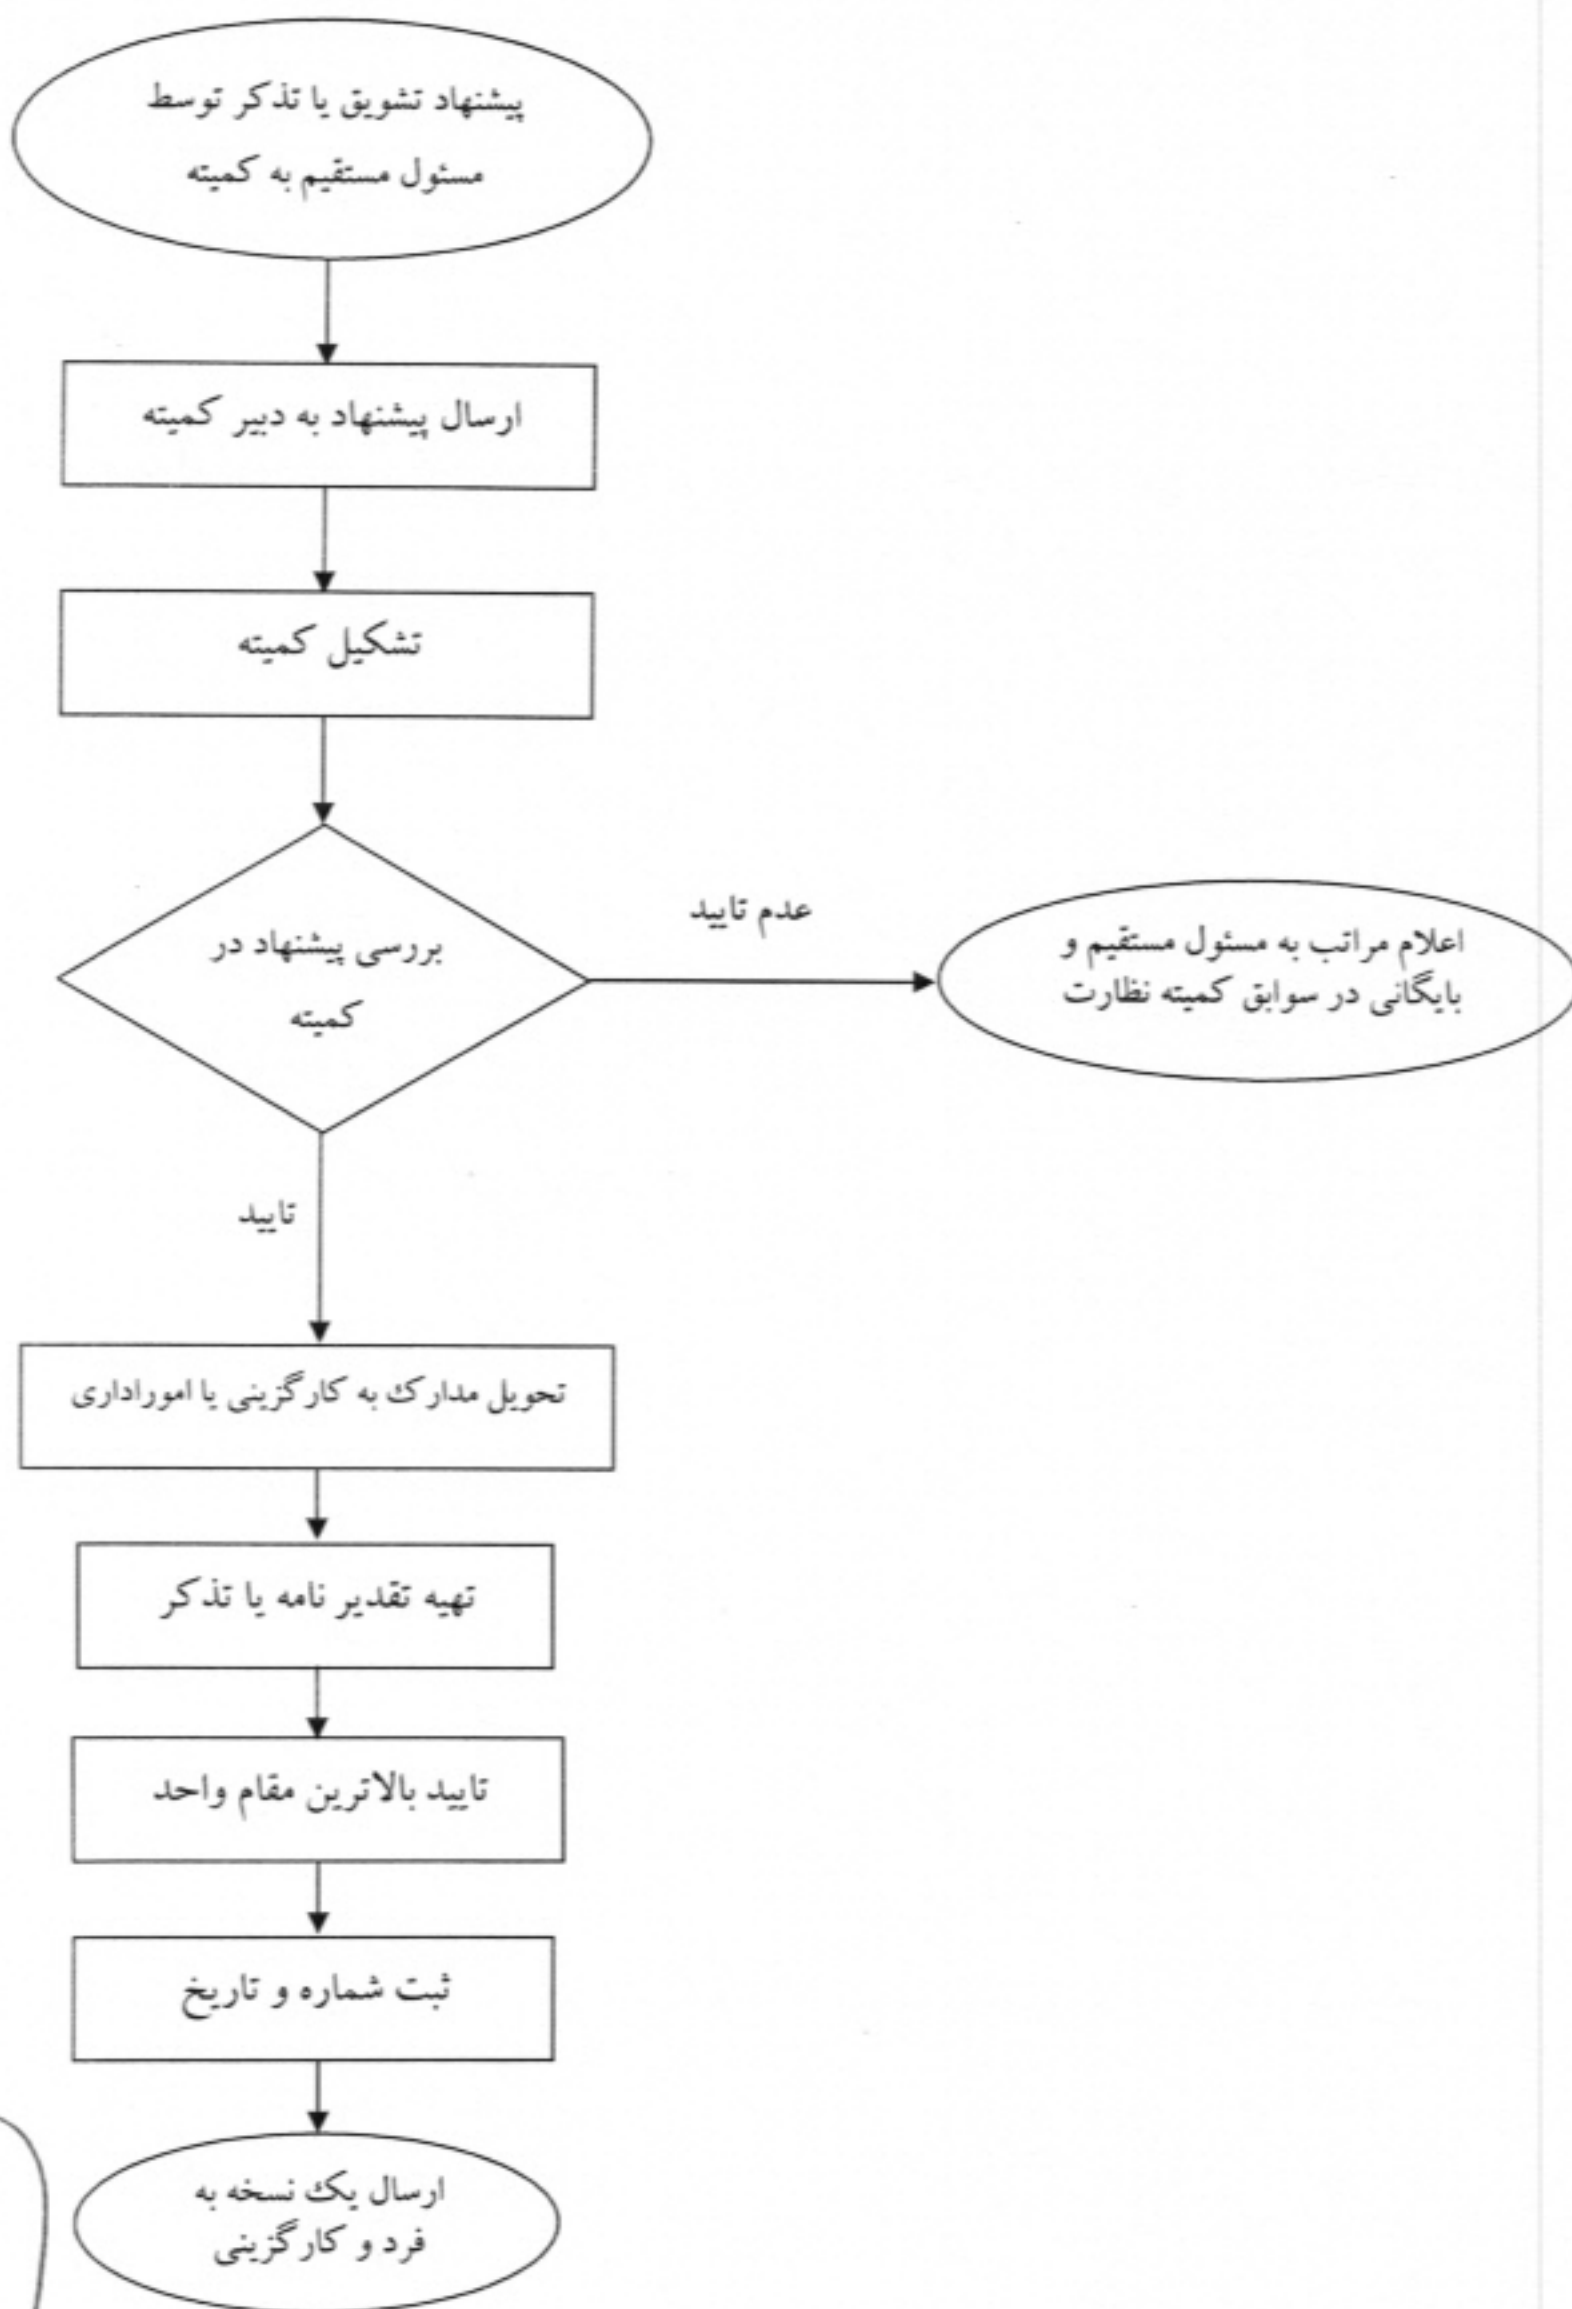 پیشنهاد تشویق یا تذکر توسط
مسئول مستقیم به کمیته
ارسال پیشنهاد به دبیر کمیته
تشکیل کمیته
بررسی پیشنهاد در
کمیته
عدم تایید
اعلام مراتب به مسئول مستقیم و
بایگانی در سوابق کمیته نظارت
تایید
تحویل مدارک به کارگزینی یا اموراداری
تهیه تقدیر نامه یا تذکر
تایید بالاترین مقام واحد
ثبت شماره و تاریخ
ارسال یک نسخه به
فرد و کارگزینی